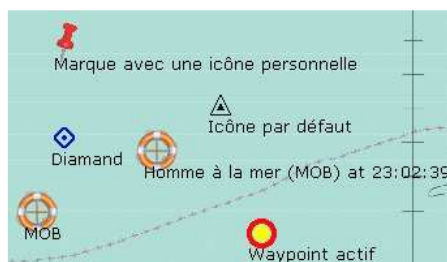 Marque avec une icône personnelle
Icône par défaut
Diamand
Homme à la mer (MOB) at 23:02:39
MOB
Waypoint actif